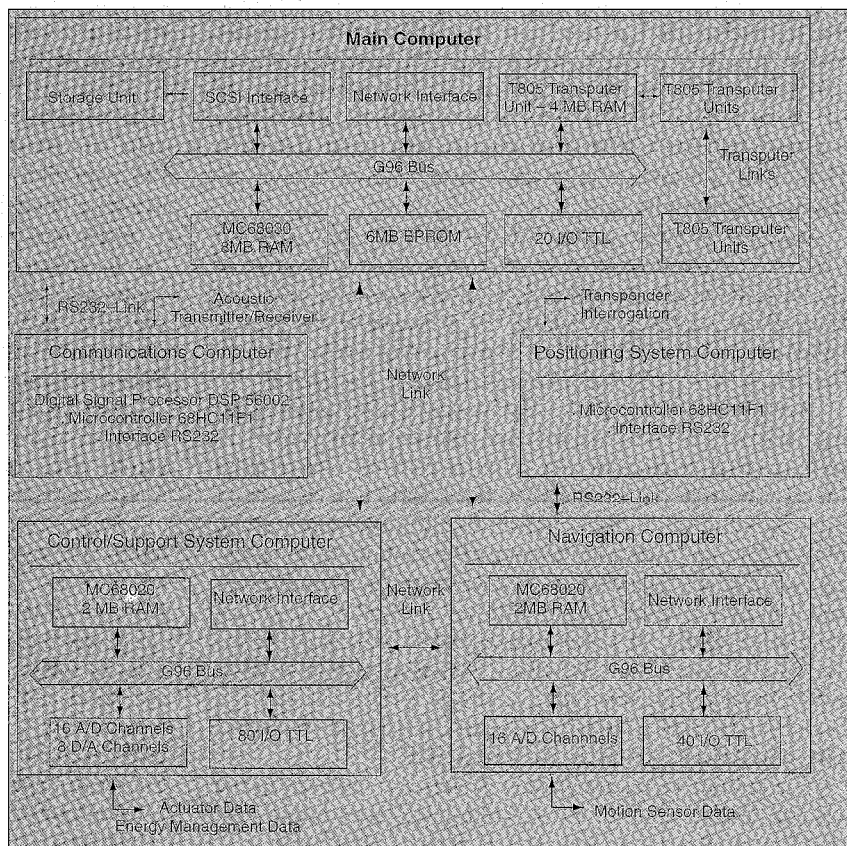 Main Computer
Storage Unit
SCSI Interface
Network Interface
T805 Transputer
Unit – 4 MB RAM
T805 Transputer
Units
G96 Bus
Transputer
Links
MC68030
8MB RAM
6MB EPROM
20 I/O TTL
T805 Transputer
Units
RS232–Link
Acoustic
Transmitter/Receiver
Transponder
Interrogation
Communications Computer
Digital Signal Processor DSP 56002
Microcontroller 68HC11F1
Interface RS232
Network
Link
Positioning System Computer
Microcontroller 68HC11F1
Interface RS232
RS232–Link
Control/Support System Computer
MC68020
2 MB RAM
Network Interface
G96 Bus
16 A/D Channels
8 D/A Channels
80 I/O TTL
Network
Link
Navigation Computer
MC68020
2MB RAM
Network Interface
G96 Bus
16 A/D Channnels
40 I/O TTL
Actuator Data
Energy Management Data
Motion Sensor Data